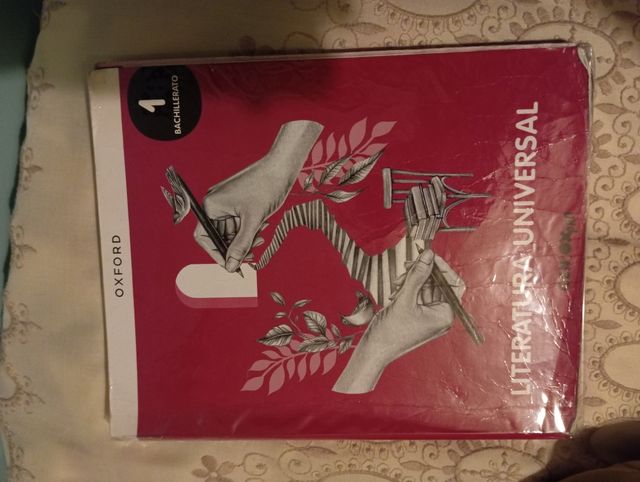 OXFORD
1
BACHILLERATO
LITERATURA UNIVERSAL